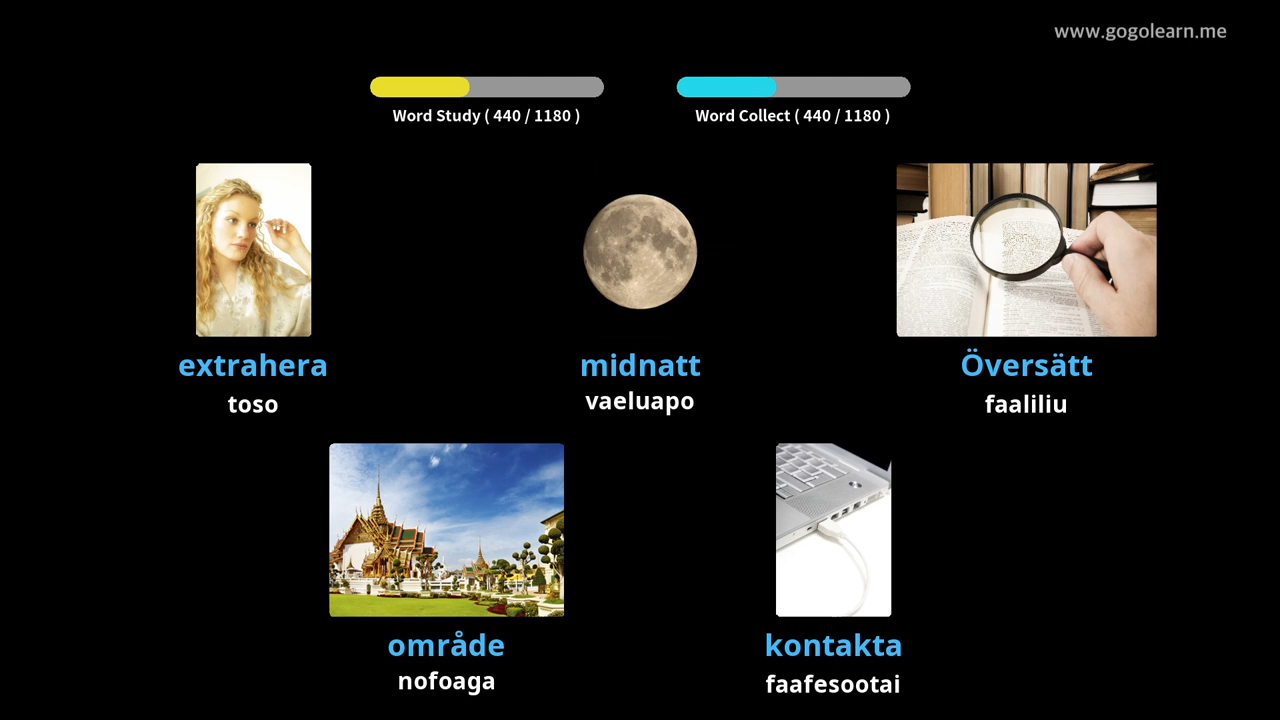 www.gogolearn.me
Word Study ( 440 / 1180 )
Word Collect ( 440 / 1180 )
extrahera
toso
midnatt
vaeluapo
Översätt
faaliliu
område
nofoaga
kontakta
faafesootai